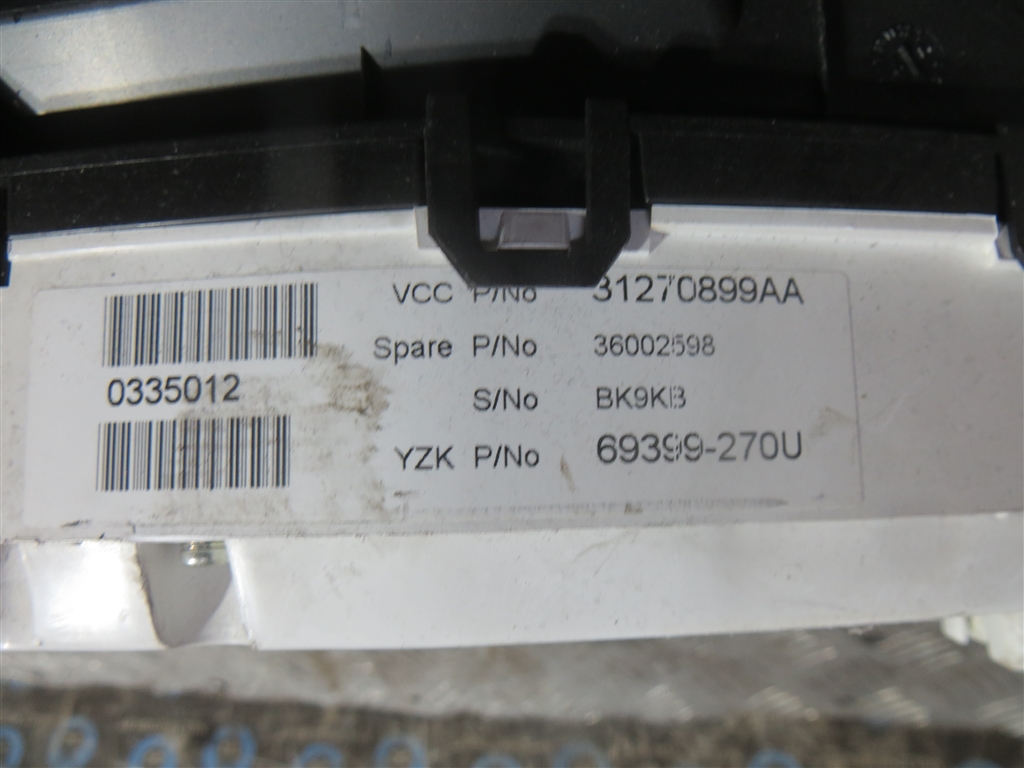 VCC P/No 31270899AA
Spare P/No 36002598
0335012
S/No BK9KB
YZK P/No 69399-270U